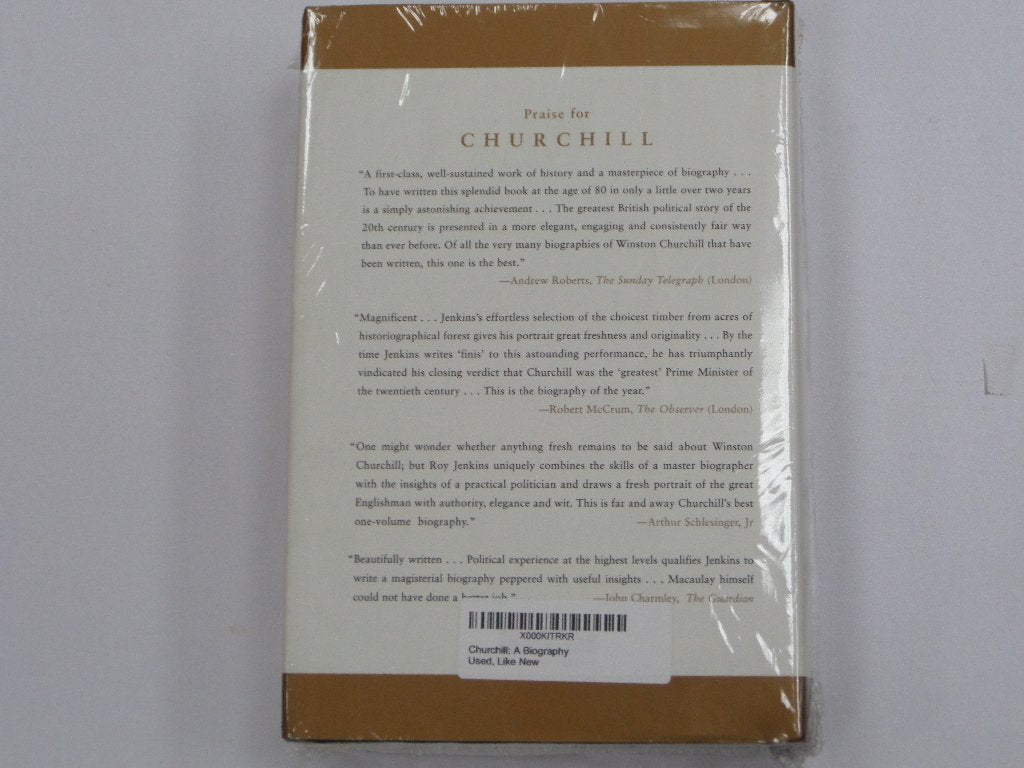 Praise for
CHURCHILL
“A first-class, well-sustained work of history and a masterpiece of biography . . .
To have written this splendid book at the age of 80 in only a little over two years
is a simply astonishing achievement . . . The greatest British political story of the
20th century is presented in a more elegant, engaging and consistently fair way
than ever before. Of all the very many biographies of Winston Churchill that have
been written, this one is the best.”
—Andrew Roberts, The Sunday Telegraph (London)
“Magnificent . . . Jenkins’s effortless selection of the choicest timber from acres of
historiographical forest gives his portrait great freshness and originality . . . By the
time Jenkins writes ‘finis’ to this astounding performance, he has triumphantly
vindicated his closing verdict that Churchill was the ‘greatest’ Prime Minister of
the twentieth century . . . This is the biography of the year.”
—Robert McCrum, The Observer (London)
“One might wonder whether anything fresh remains to be said about Winston
Churchill; but Roy Jenkins uniquely combines the skills of a master biographer
with the insights of a practical politician and draws a fresh portrait of the great
Englishman with authority, elegance and wit. This is far and away Churchill’s best
one-volume biography.” —Arthur Schlesinger, Jr
“Beautifully written . . . Political experience at the highest levels qualifies Jenkins to
write a magisterial biography peppered with useful insights . . . Macaulay himself
could not have done a —John Charmley, The Guardian
X000KITRKR
Churchill: A Biography
Used, Like New